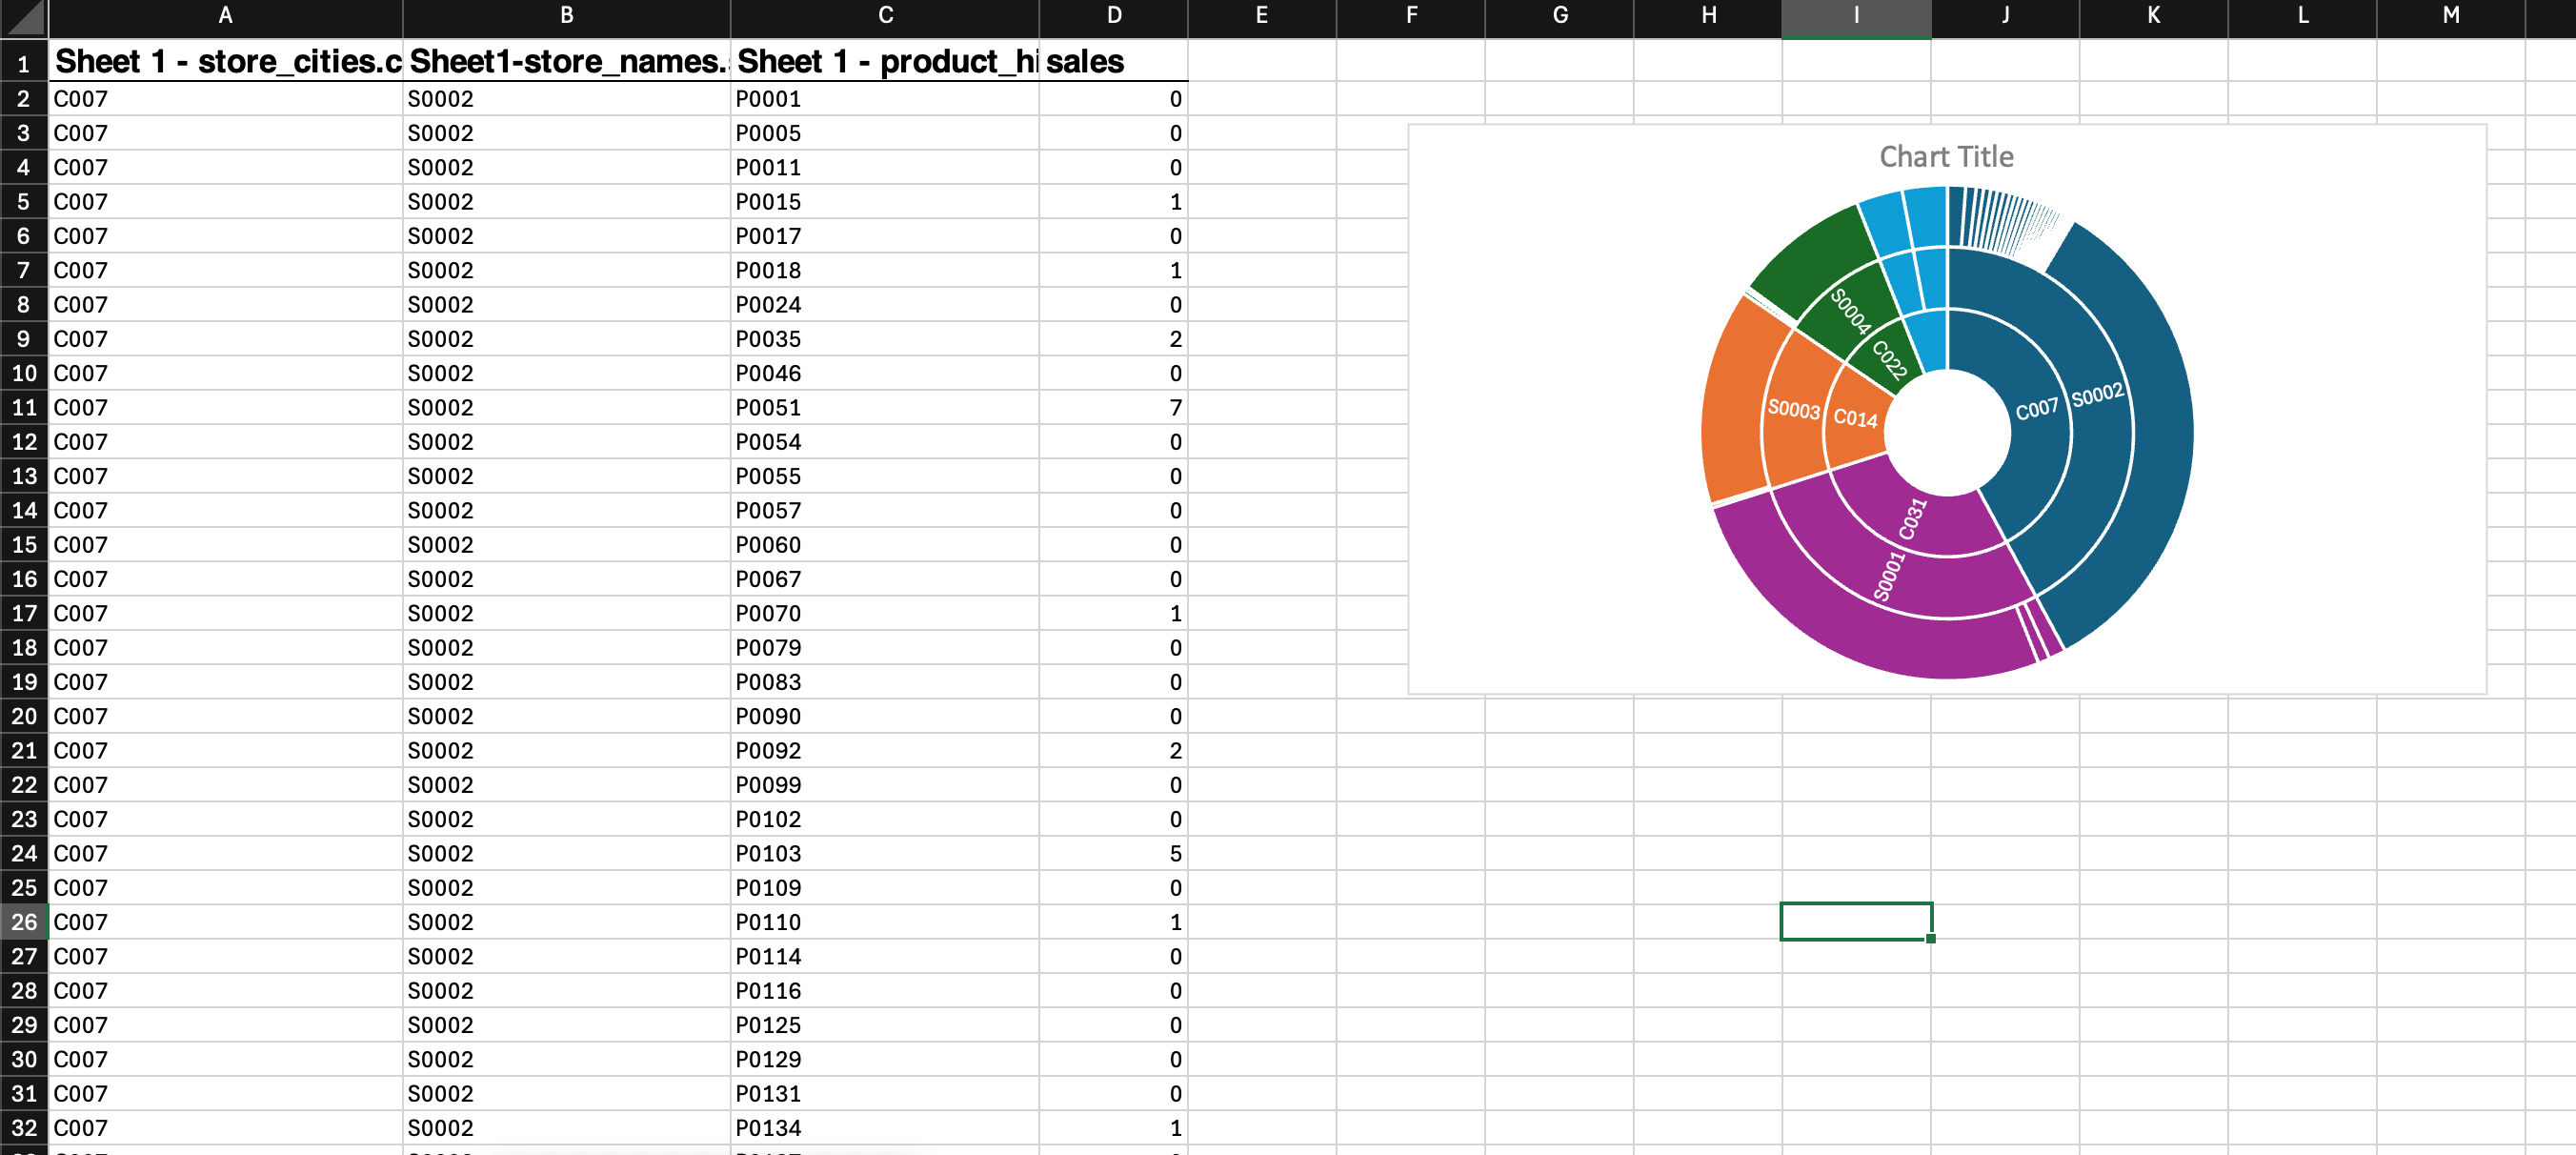 A B C D E F G H I J K L M
1 Sheet 1 - store_cities.c Sheet1-store_names. Sheet 1 - product_hi sales
2 C007 S0002 P0001 0
3 C007 S0002 P0005 0
4 C007 S0002 P0011 0
5 C007 S0002 P0015 1
6 C007 S0002 P0017 0
7 C007 S0002 P0018 1
8 C007 S0002 P0024 0
9 C007 S0002 P0035 2
10 C007 S0002 P0046 0
11 C007 S0002 P0051 7
12 C007 S0002 P0054 0
13 C007 S0002 P0055 0
14 C007 S0002 P0057 0
15 C007 S0002 P0060 0
16 C007 S0002 P0067 0
17 C007 S0002 P0070 1
18 C007 S0002 P0079 0
19 C007 S0002 P0083 0
20 C007 S0002 P0090 0
21 C007 S0002 P0092 2
22 C007 S0002 P0099 0
23 C007 S0002 P0102 0
24 C007 S0002 P0103 5
25 C007 S0002 P0109 0
26 C007 S0002 P0110 1
27 C007 S0002 P0114 0
28 C007 S0002 P0116 0
29 C007 S0002 P0125 0
30 C007 S0002 P0129 0
31 C007 S0002 P0131 0
32 C007 S0002 P0134 1
Chart Title
S0004
C022
S0003
C014
C007
S0002
C031
S0001